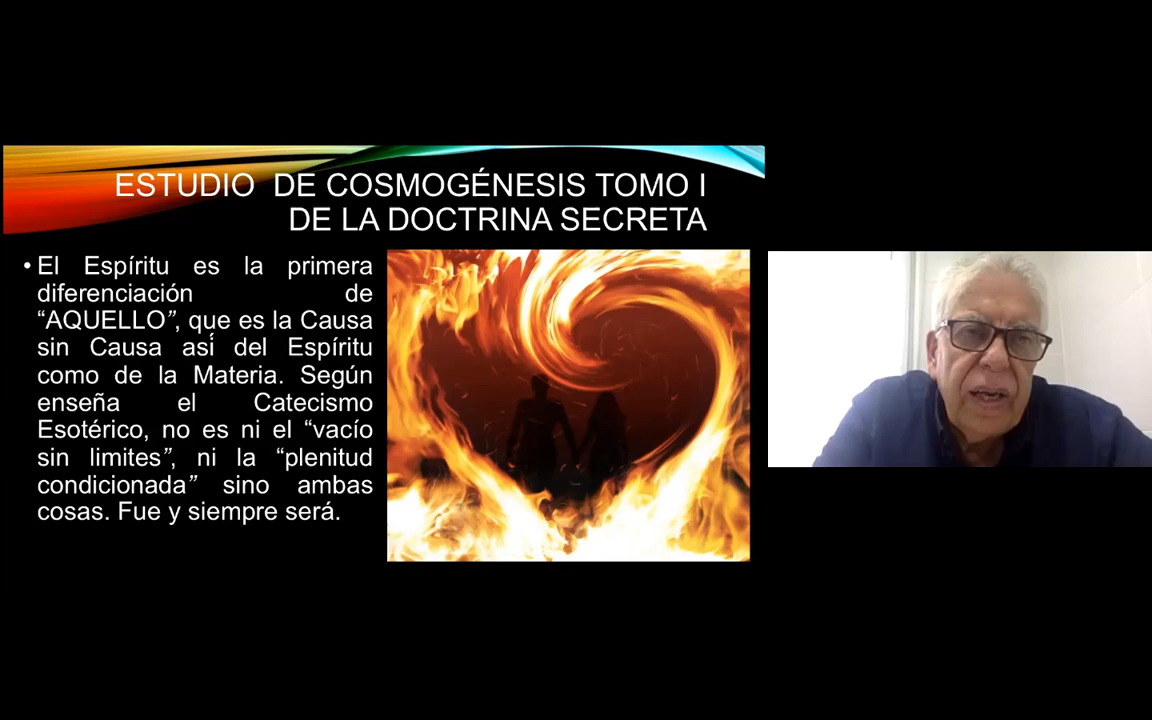 ESTUDIO DE COSMOGÉNESIS TOMO I
DE LA DOCTRINA SECRETA
• El Espíritu es la primera
diferenciación de
“AQUELLO”, que es la Causa
sin Causa así del Espíritu
como de la Materia. Según
enseña el Catecismo
Esotérico, no es ni el “vacío
sin limites”, ni la “plenitud
condicionada” sino ambas
cosas. Fue y siempre será.